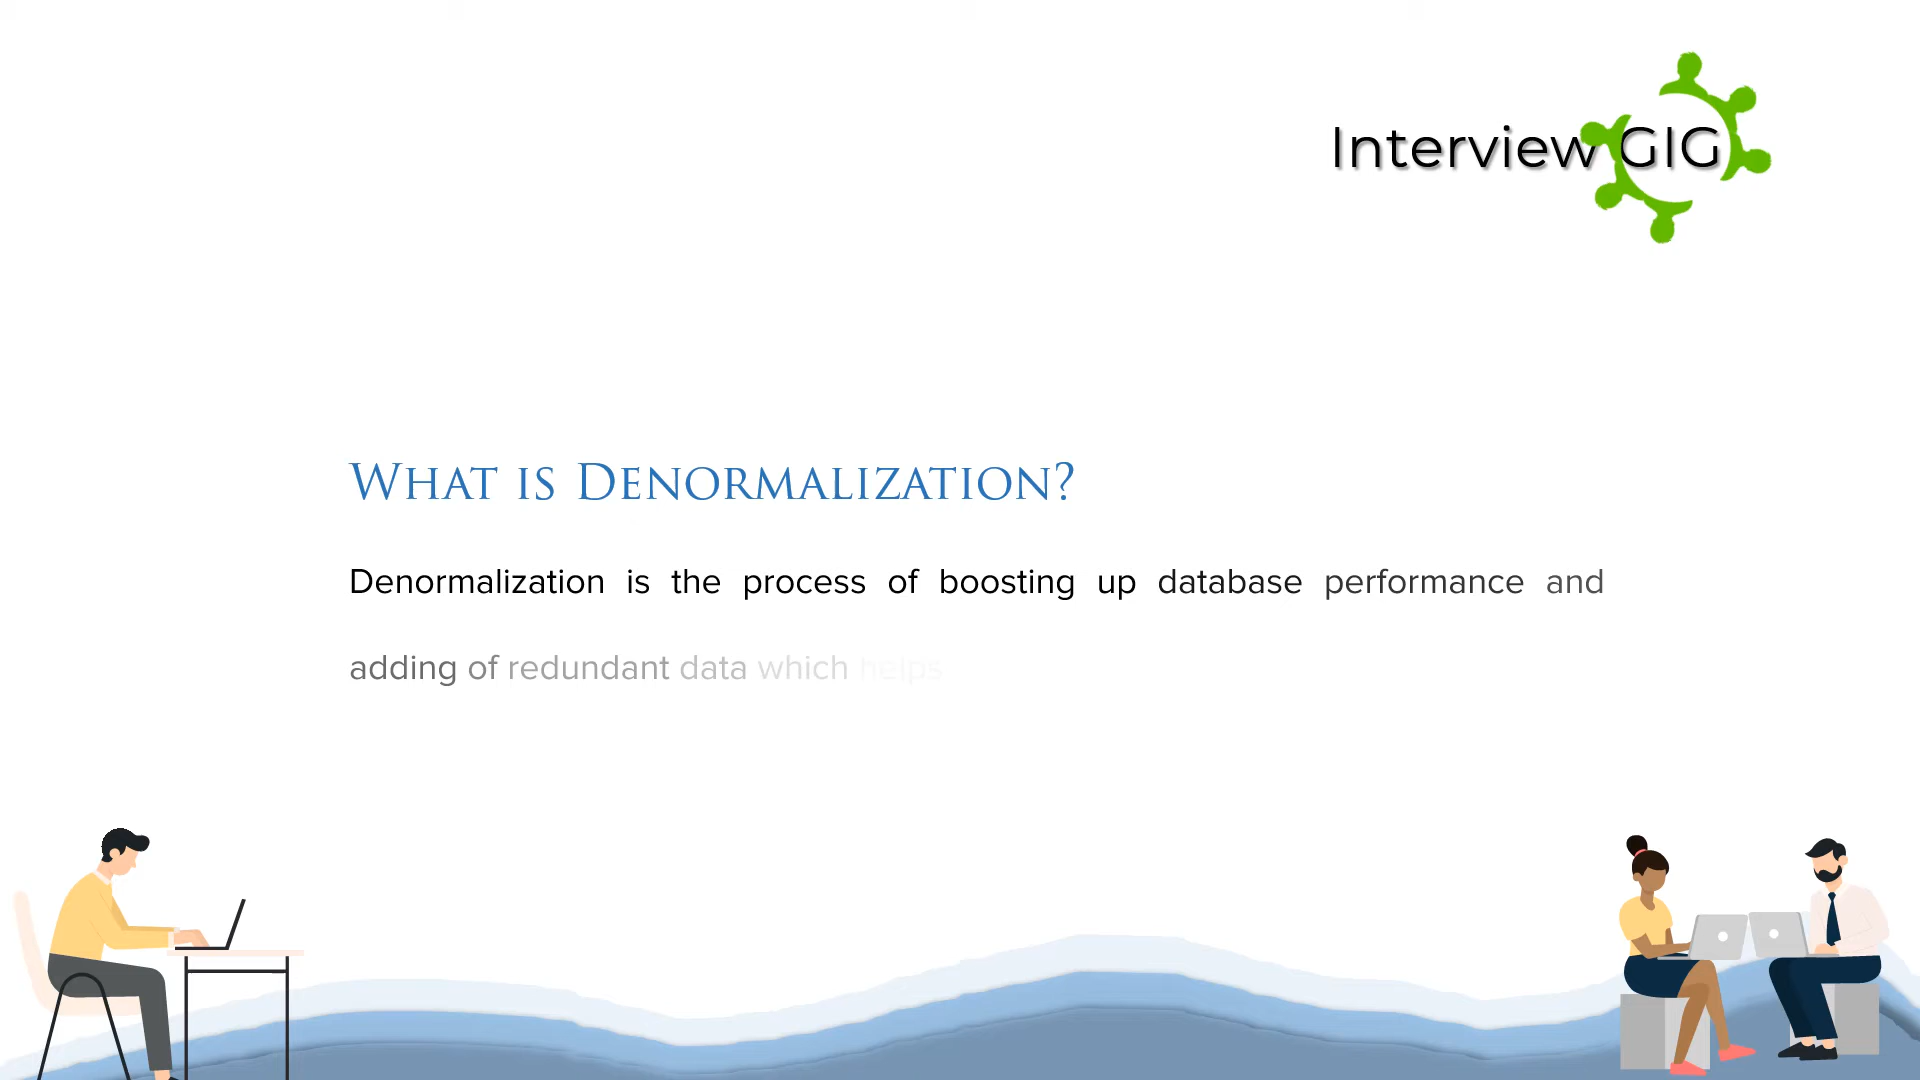 Interview GIG
What is Denormalization?
Denormalization is the process of boosting up database performance and
adding of redundant data which helps